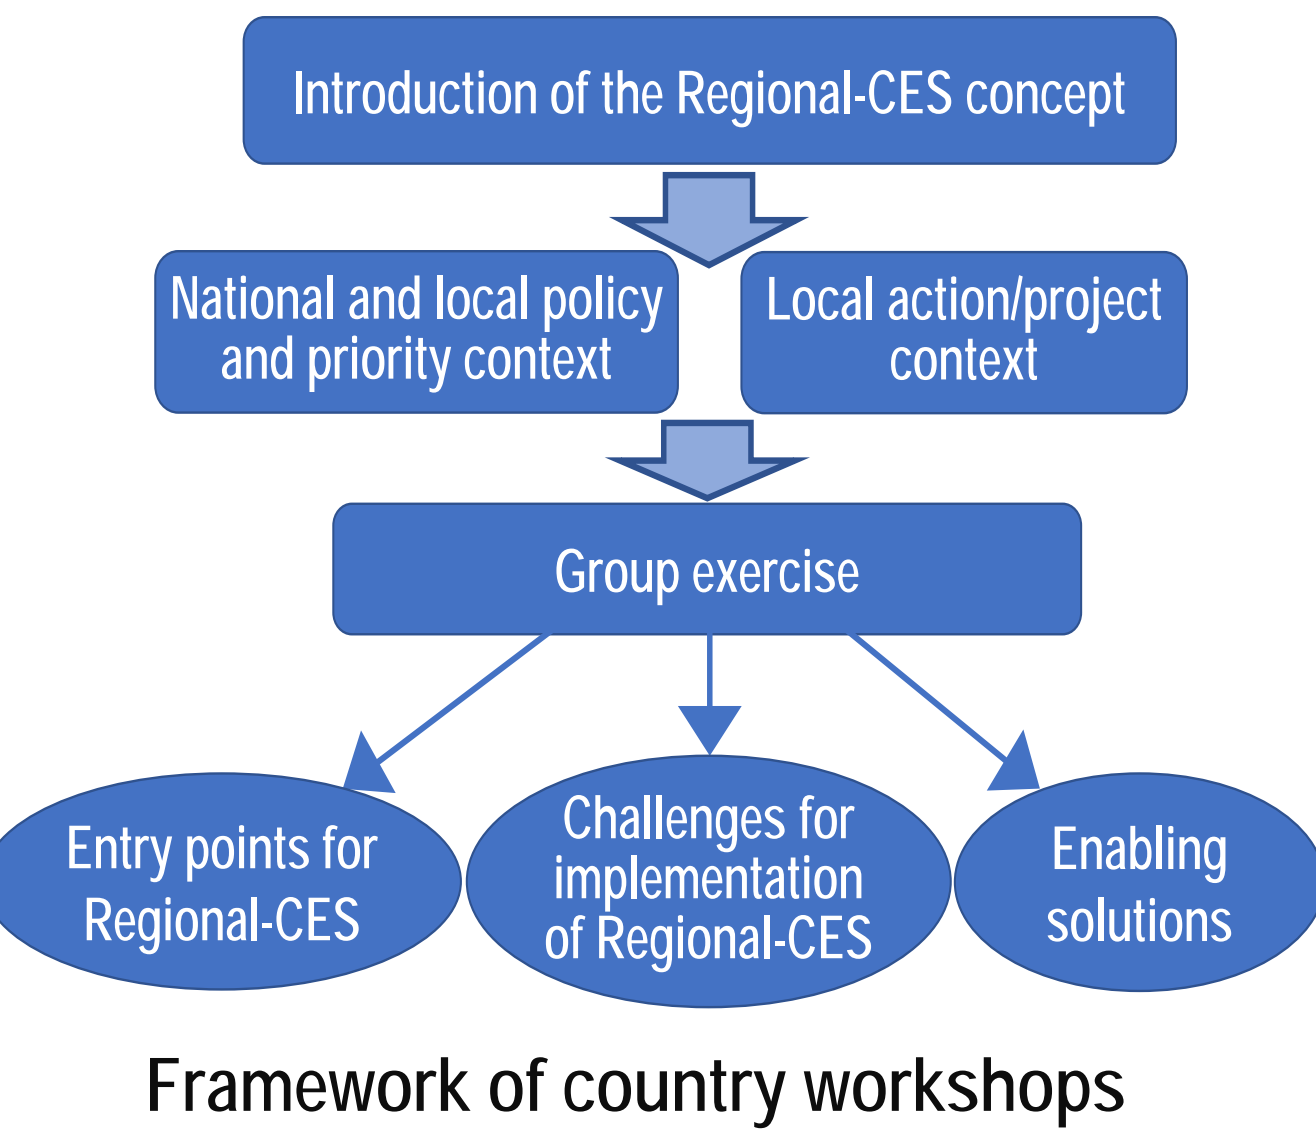 Introduction of the Regional-CES concept
National and local policy
and priority context
Local action/project
context
Group exercise
Entry points for
Regional-CES
Challenges for
implementation
of Regional-CES
Enabling
solutions
Framework of country workshops